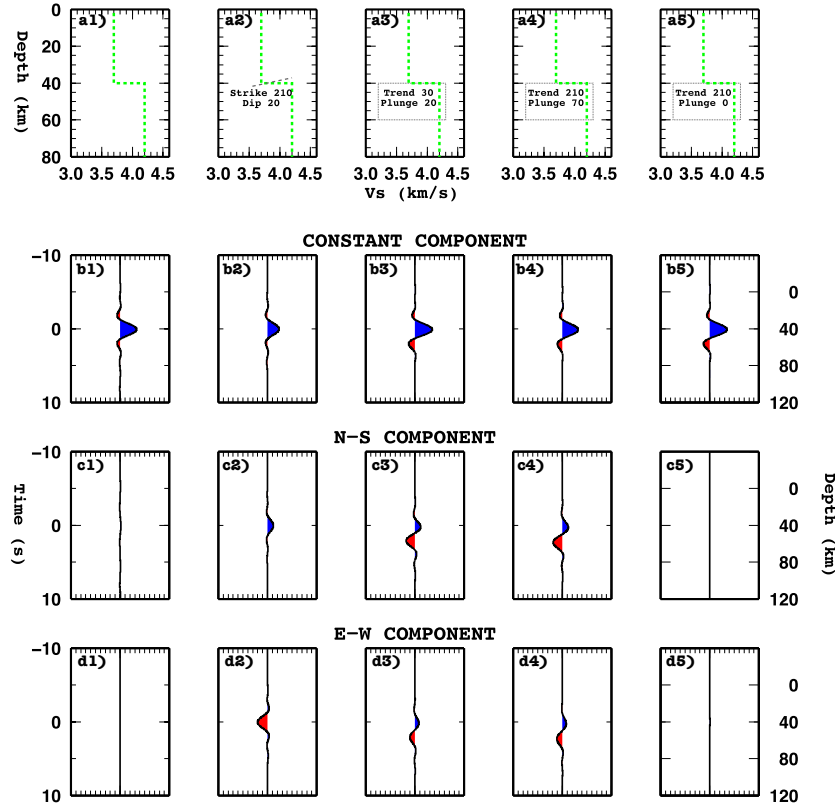 a1) a2) a3) a4) a5)
0
20
40
60
80
Depth (km)
Strike 210
Dip 20
Trend 30
Plunge 20
Trend 210
Plunge 70
Trend 210
Plunge 0
3.0 3.5 4.0 4.5 3.0 3.5 4.0 4.5 3.0 3.5 4.0 4.5 3.0 3.5 4.0 4.5 3.0 3.5 4.0 4.5
Vs (km/s)
CONSTANT COMPONENT
b1) b2) b3) b4) b5)
−10
0
10
0
40
80
120
N−S COMPONENT
c1) c2) c3) c4) c5)
−10
0
10
Time (s)
0
40
80
120
Depth (km)
E−W COMPONENT
d1) d2) d3) d4) d5)
−10
0
10
0
40
80
120